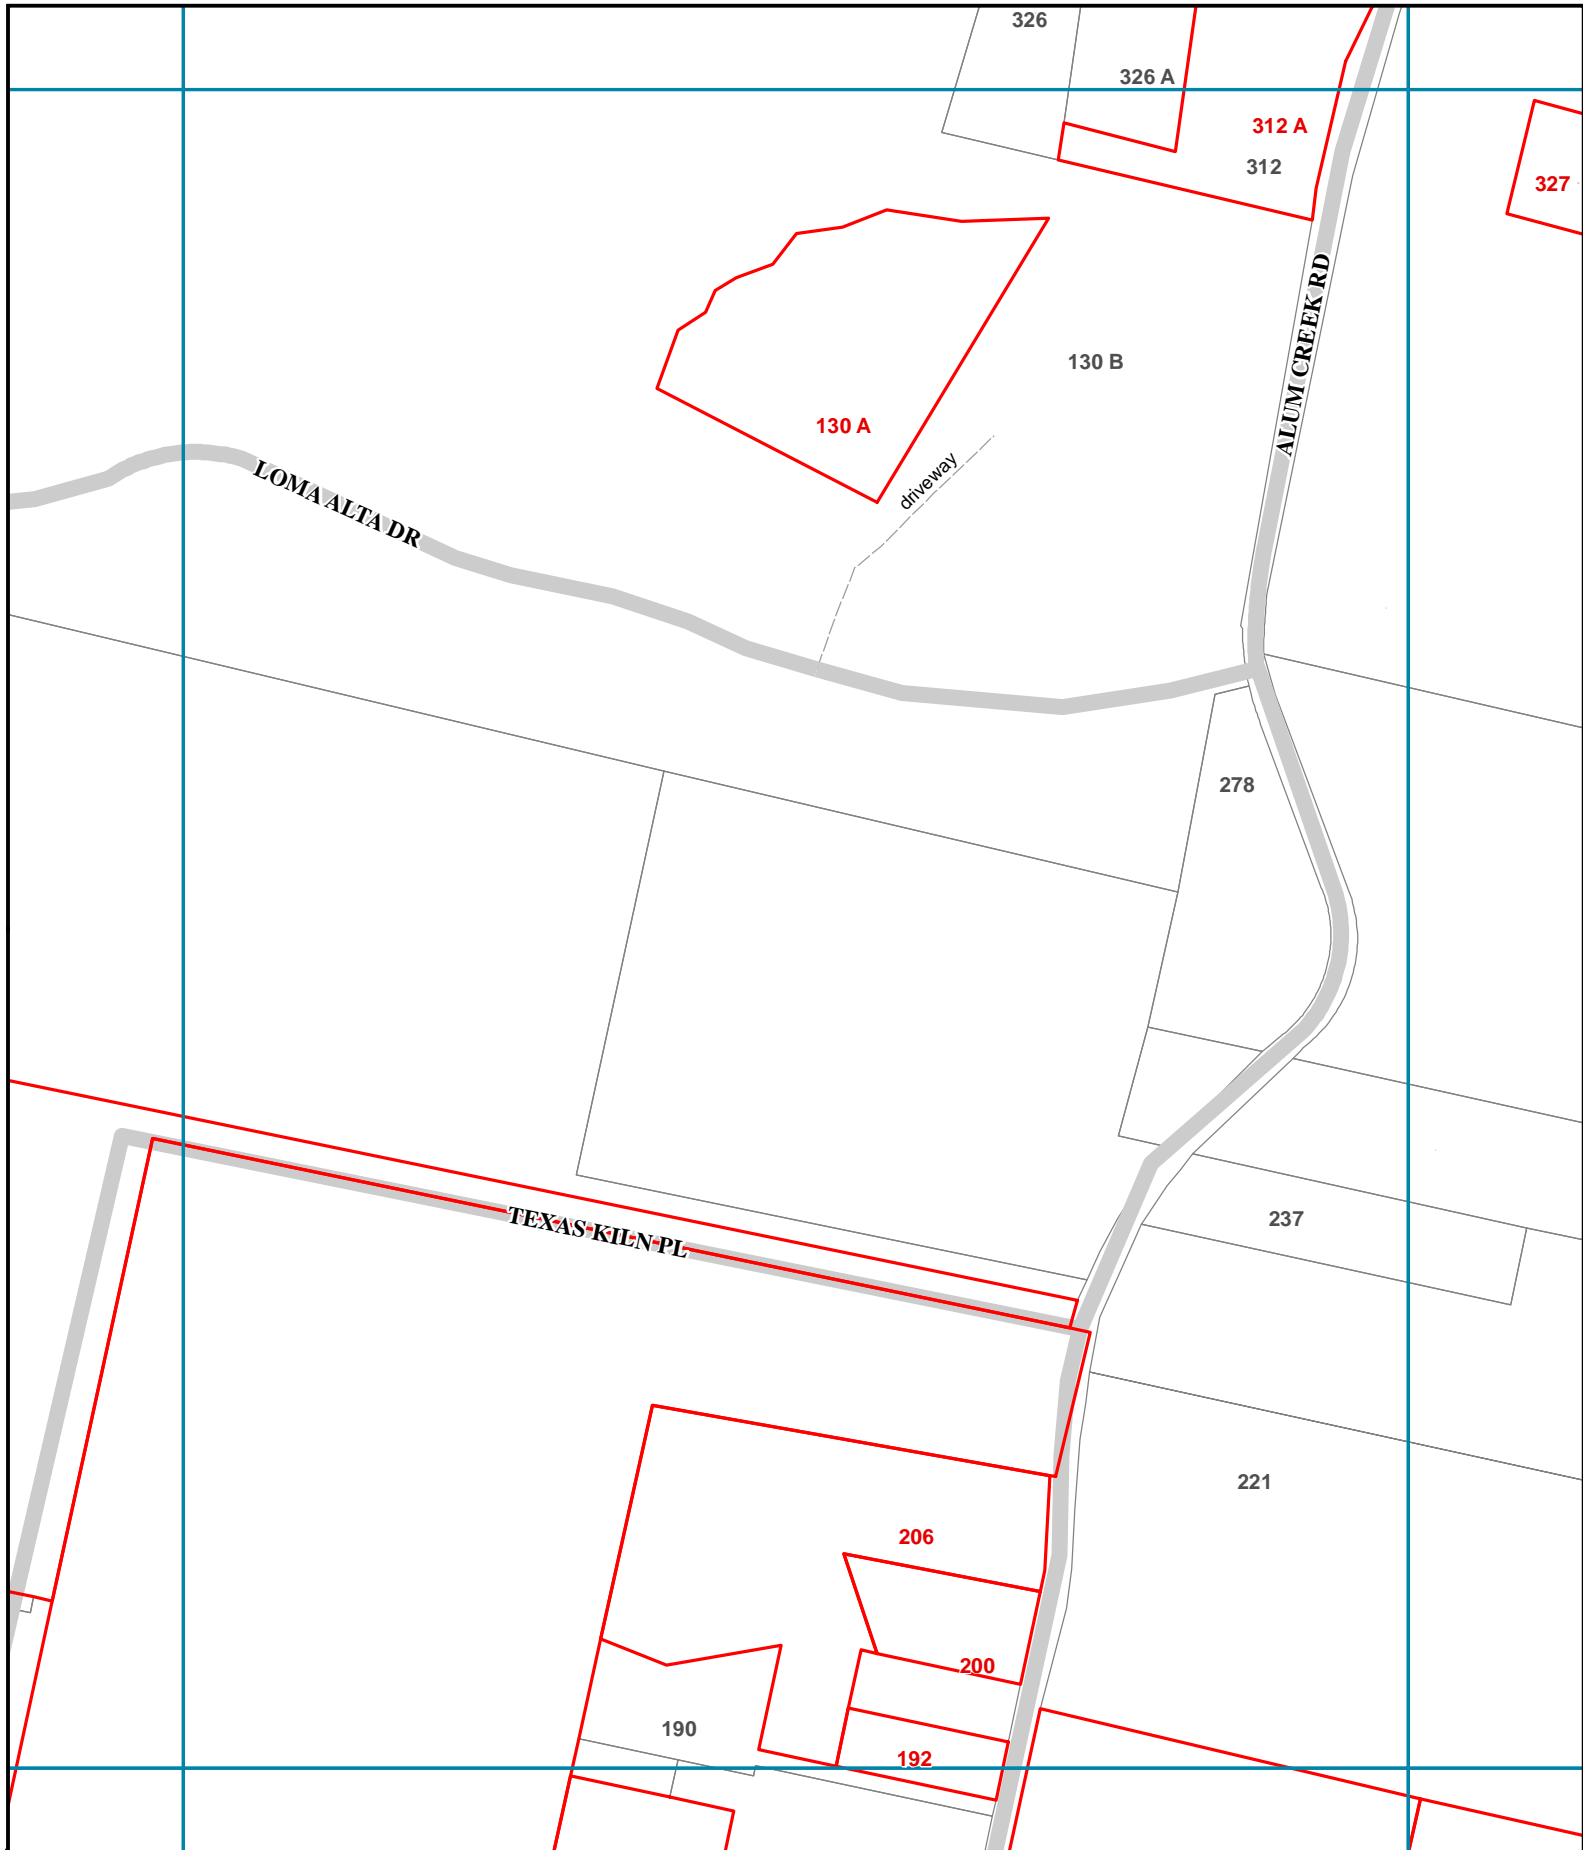 326
326 A
312 A
312
327
ALUM CREEK RD
130 B
130 A
driveway
LOMA ALTA DR
278
237
TEXAS KILN PL
221
206
200
190
192